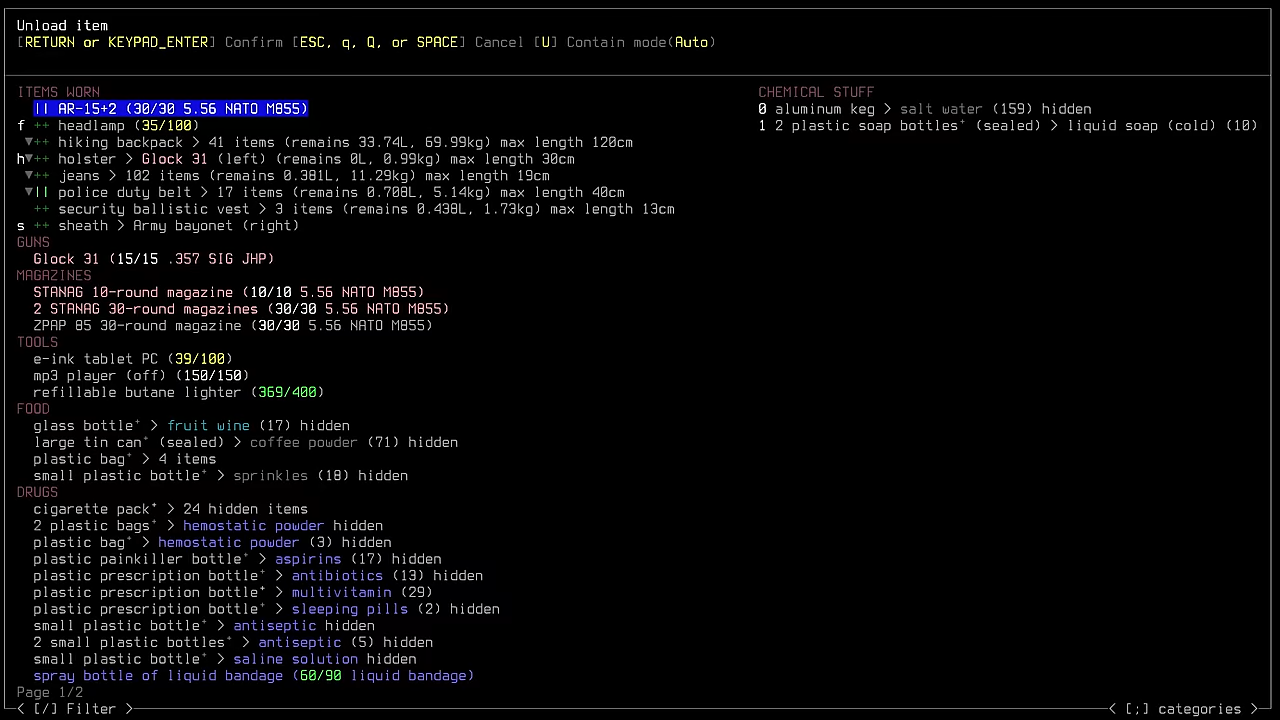 Unload item
[RETURN or KEYPAD_ENTER] Confirm [ESC, q, Q, or SPACE] Cancel [U] Contain mode(Auto)
ITEMS WORN
|| AR-15+2 (30/30 5.56 NATO M855)
f ++ headlamp (35/100)
▼++ hiking backpack > 41 items (remains 33.74L, 69.99kg) max length 120cm
h▼++ holster > Glock 31 (left) (remains 0L, 0.99kg) max length 30cm
▼++ jeans > 102 items (remains 0.381L, 11.29kg) max length 19cm
▼|| police duty belt > 17 items (remains 0.708L, 5.14kg) max length 40cm
++ security ballistic vest > 3 items (remains 0.438L, 1.73kg) max length 13cm
s ++ sheath > Army bayonet (right)
GUNS
Glock 31 (15/15 .357 SIG JHP)
MAGAZINES
STANAG 10-round magazine (10/10 5.56 NATO M855)
2 STANAG 30-round magazines (30/30 5.56 NATO M855)
ZPAP 85 30-round magazine (30/30 5.56 NATO M855)
TOOLS
e-ink tablet PC (39/100)
mp3 player (off) (150/150)
refillable butane lighter (369/400)
FOOD
glass bottle⁺ > fruit wine (17) hidden
large tin can⁺ (sealed) > coffee powder (71) hidden
plastic bag⁺ > 4 items
small plastic bottle⁺ > sprinkles (18) hidden
DRUGS
cigarette pack⁺ > 24 hidden items
2 plastic bags⁺ > hemostatic powder hidden
plastic bag⁺ > hemostatic powder (3) hidden
plastic painkiller bottle⁺ > aspirins (17) hidden
plastic prescription bottle⁺ > antibiotics (13) hidden
plastic prescription bottle⁺ > multivitamin (29)
plastic prescription bottle⁺ > sleeping pills (2) hidden
small plastic bottle⁺ > antiseptic hidden
2 small plastic bottles⁺ > antiseptic (5) hidden
small plastic bottle⁺ > saline solution hidden
spray bottle of liquid bandage (60/90 liquid bandage)
Page 1/2
< [/] Filter >
CHEMICAL STUFF
0 aluminum keg > salt water (159) hidden
1 2 plastic soap bottles⁺ (sealed) > liquid soap (cold) (10)
< [;] categories >